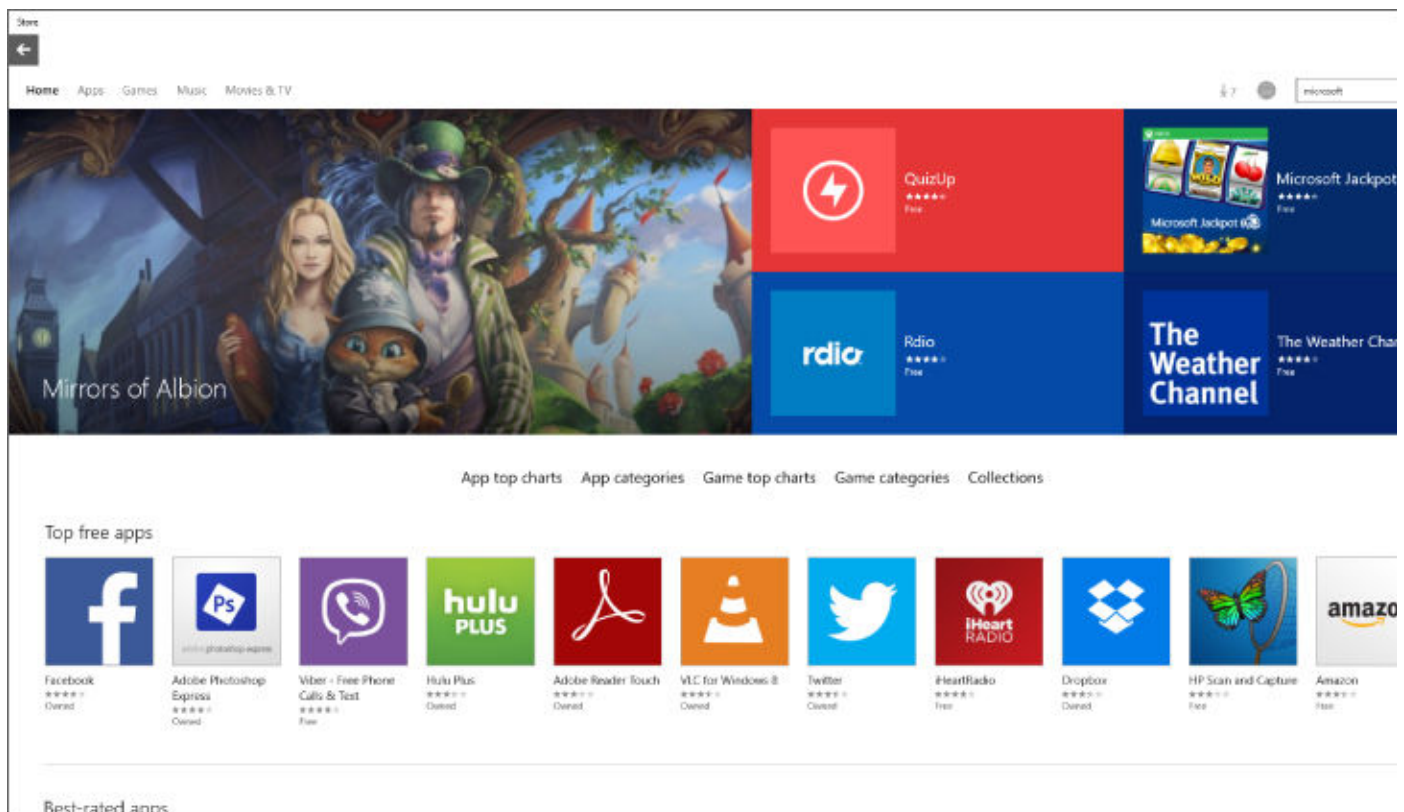 Store
Home Apps Games Music Movies & TV
microsoft
QuizUp
Free
Microsoft Jackpot
Free
Microsoft Jackpot
rdio
Rdio
Free
The
Weather
Channel
The Weather Cha
Free
Mirrors of Albion
App top charts App categories Game top charts Game categories Collections
Top free apps
f
Ps
adobe photoshop express
hulu
PLUS
iHeart
RADIO
amazo
Facebook
Owned
Adobe Photoshop
Express
Owned
Viber - Free Phone
Calls & Text
Free
Hulu Plus
Owned
Adobe Reader Touch
Owned
VLC for Windows 8
Owned
Twitter
Owned
iHeartRadio
Free
Dropbox
Owned
HP Scan and Capture
Free
Amazon
Free
Best-rated apps